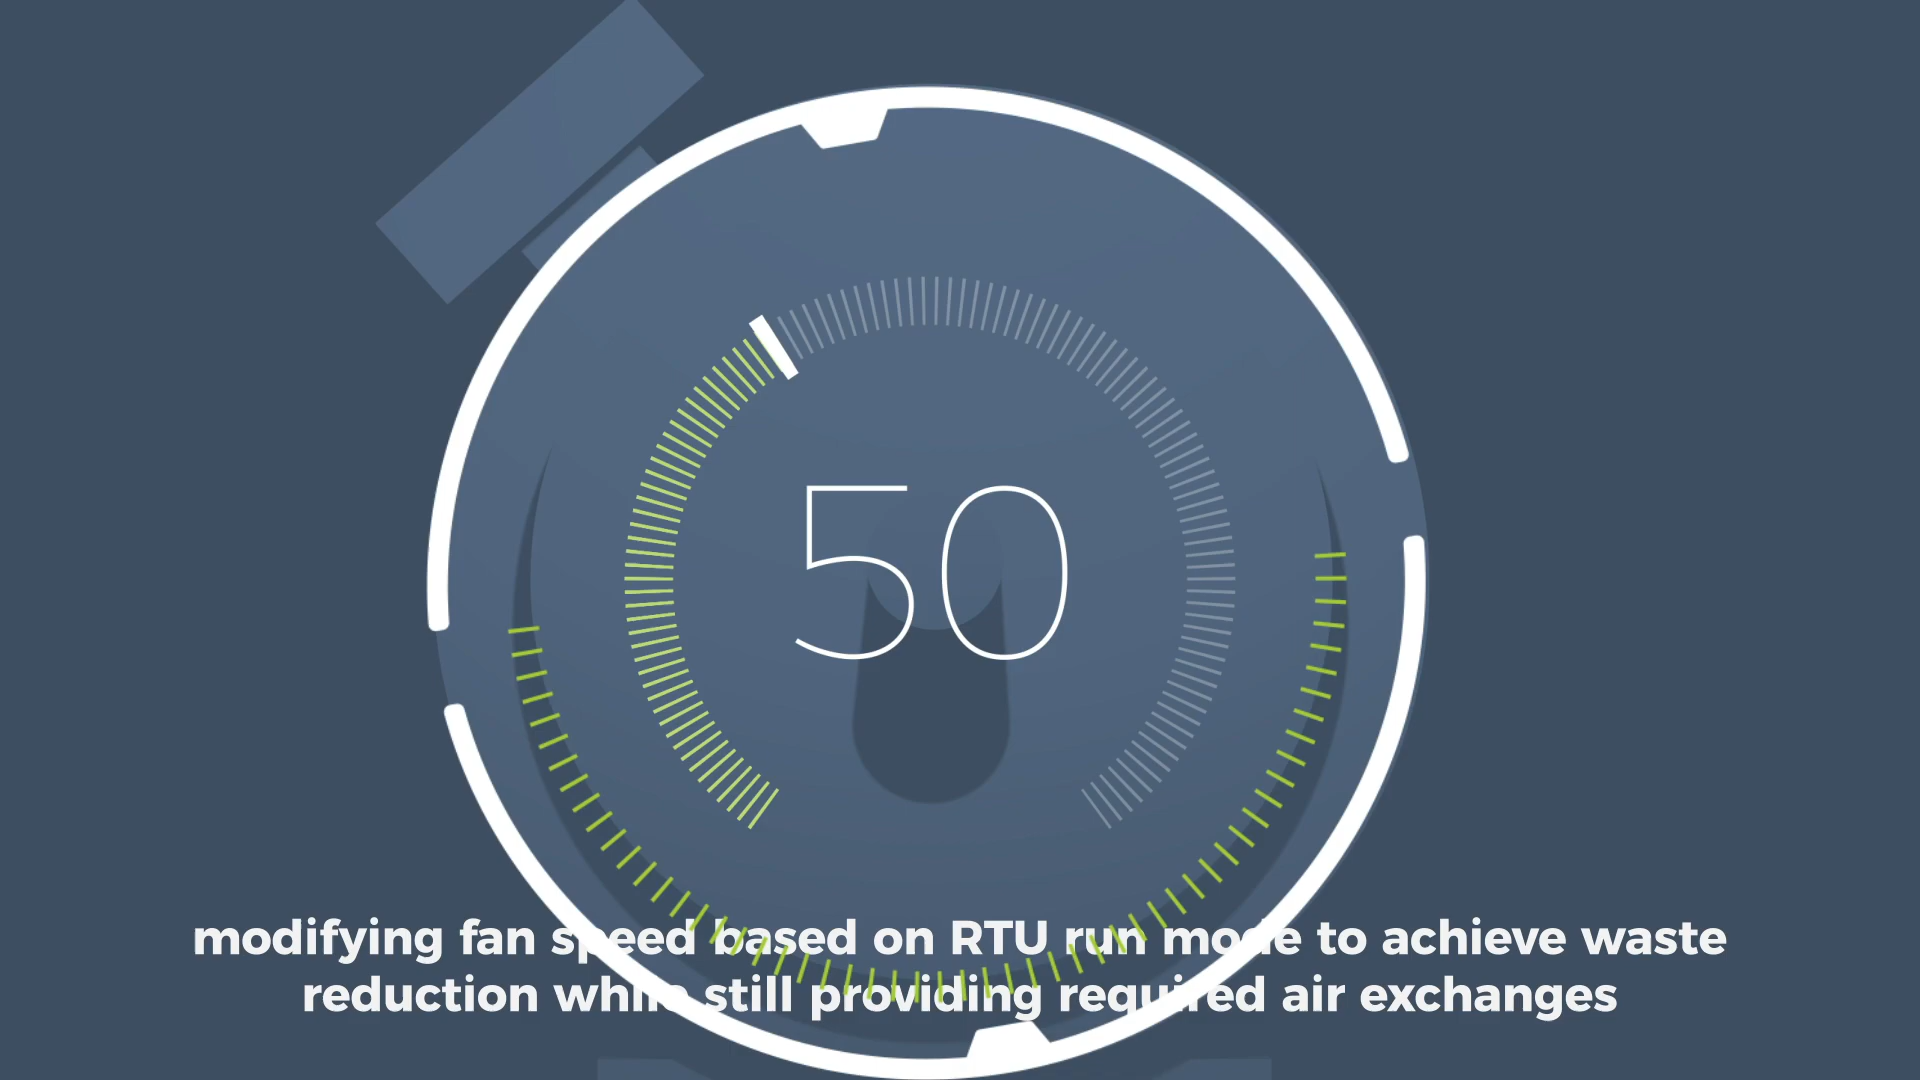 50
modifying fan speed based on RTU run mode to achieve waste
reduction while still providing required air exchanges